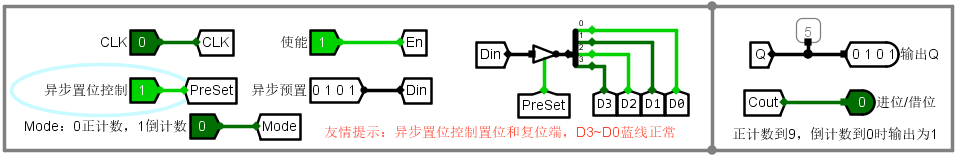 CLK 0 CLK
使能 1 En
异步置位控制 1 PreSet
异步预置 0 1 0 1 Din
Mode：0正计数，1倒计数 0 Mode
Din
PreSet
0
1
2
3
D3 D2 D1 D0
友情提示：异步置位控制置位和复位端，D3~D0蓝线正常
5
Q 0 1 0 1 输出Q
Cout 0 进位/借位
正计数到9，倒计数到0时输出为1